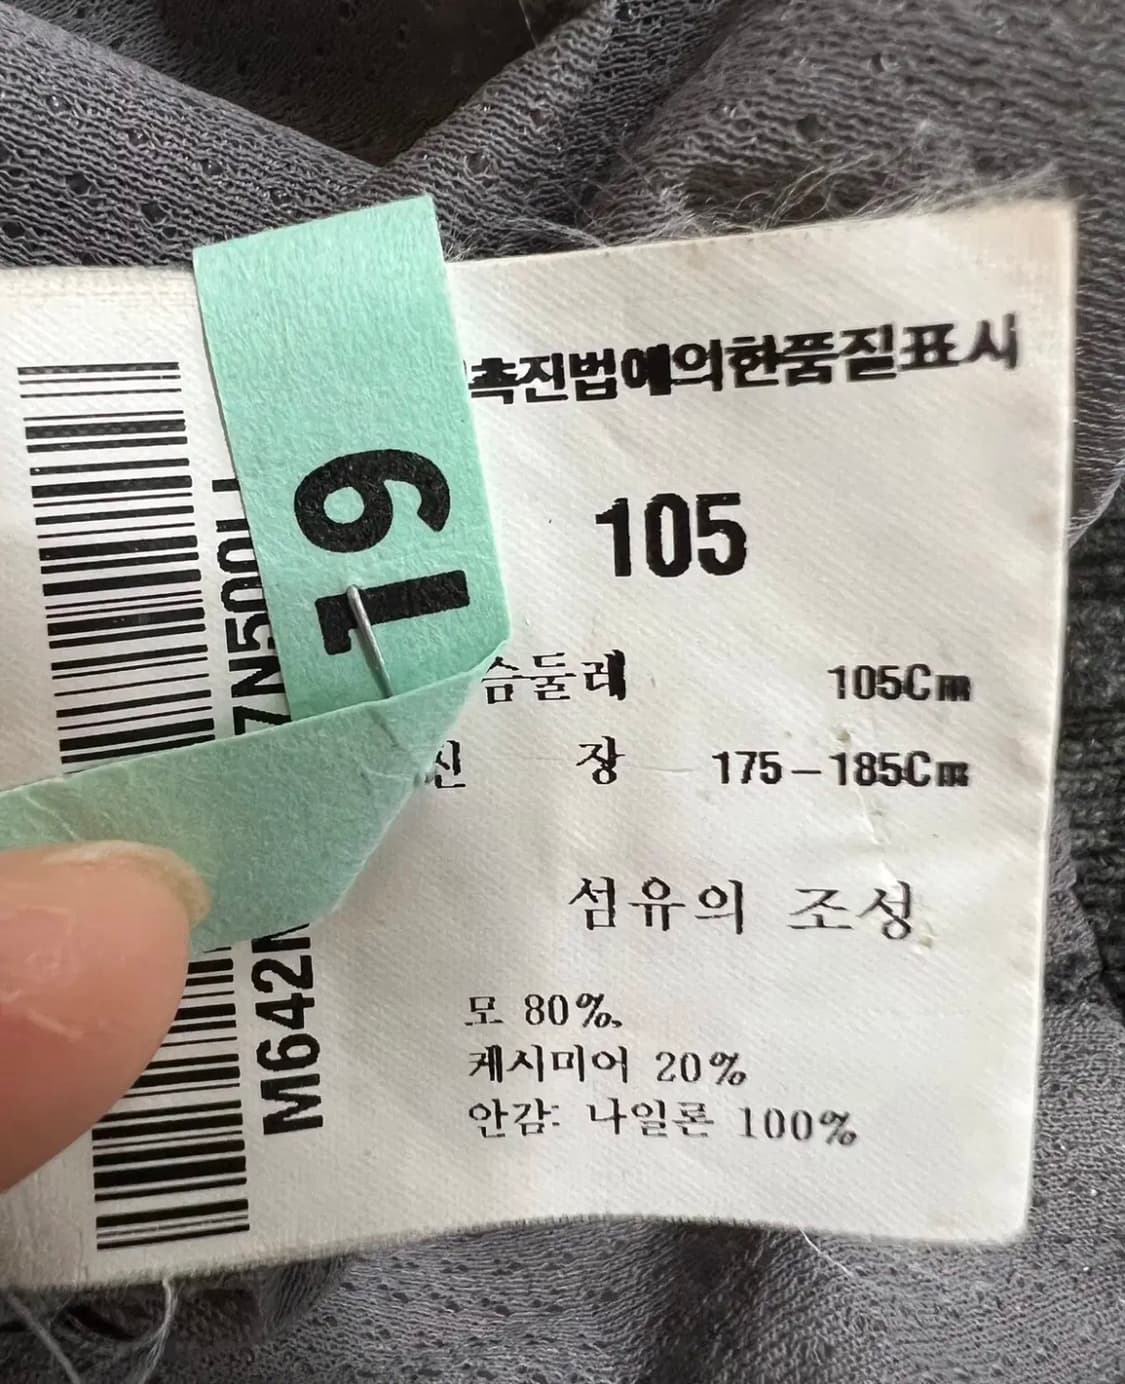 촉진법에의한품질표시
105
슴둘레 105Cm
신 장 175-185Cm
섬유의 조성
모 80%,
케시미어 20%
안감: 나일론 100%
19
M642
7N500